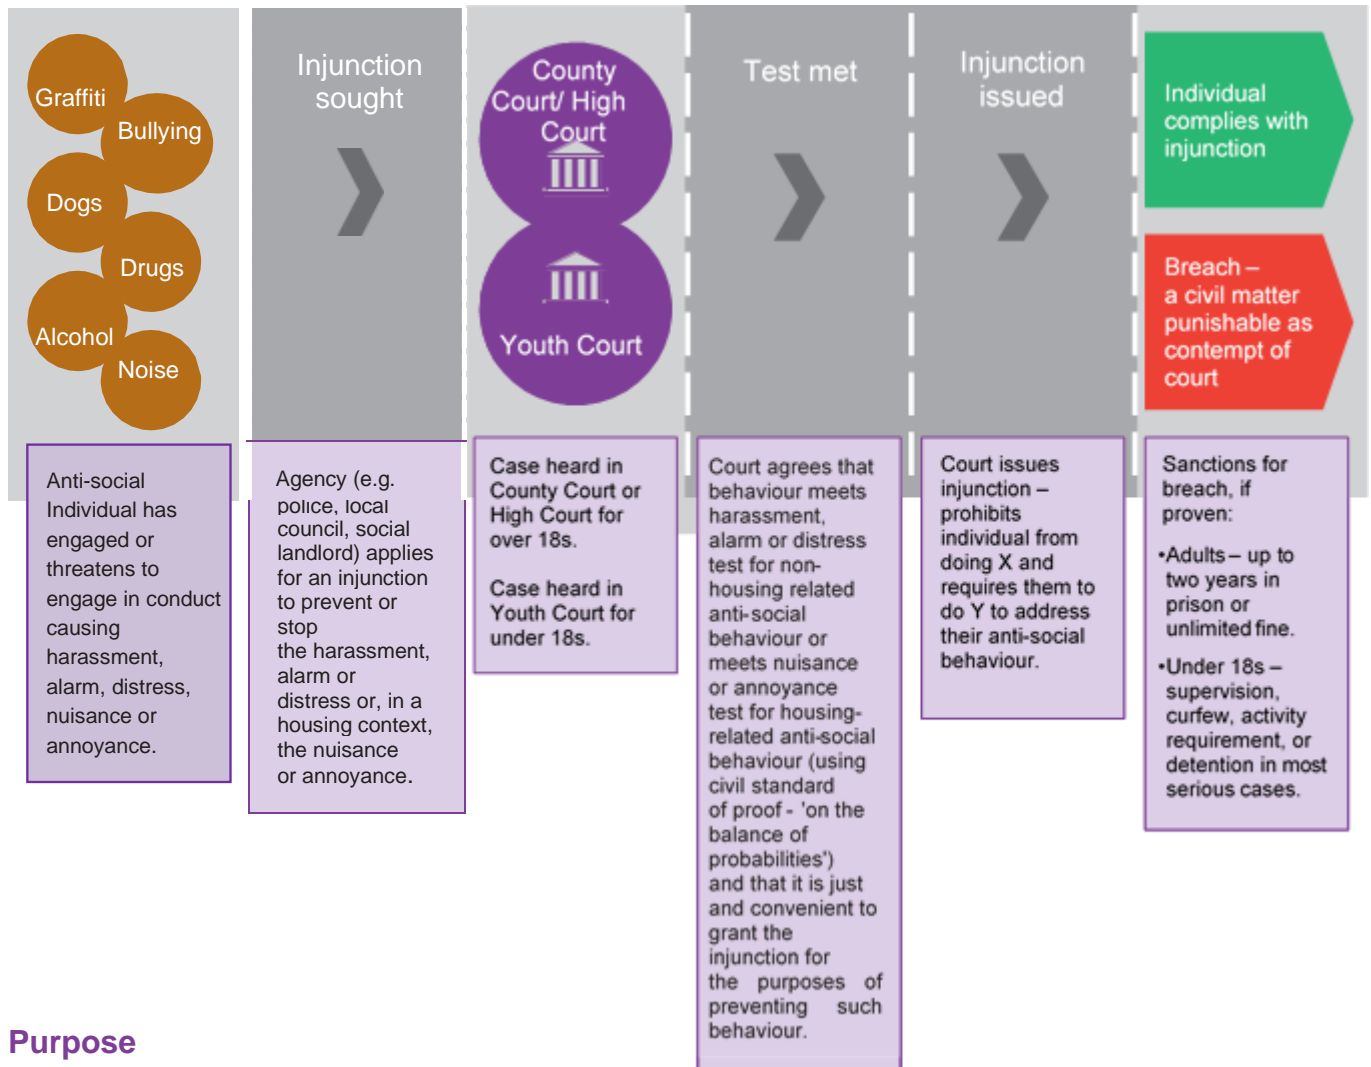 Graffiti
Bullying
Dogs
Drugs
Alcohol
Noise
Anti-social
Individual has
engaged or
threatens to
engage in conduct
causing
harassment,
alarm, distress,
nuisance or
annoyance.
Injunction
sought
Agency (e.g.
police, local
council, social
landlord) applies
for an injunction
to prevent or
stop
the harassment,
alarm or
distress or, in a
housing context,
the nuisance
or annoyance.
County
Court/ High
Court
Youth Court
Case heard in
County Court or
High Court for
over 18s.
Case heard in
Youth Court for
under 18s.
Test met
Court agrees that
behaviour meets
harassment,
alarm or distress
test for non-
housing related
anti-social
behaviour or
meets nuisance
or annoyance
test for housing-
related anti-social
behaviour (using
civil standard
of proof - 'on the
balance of
probabilities')
and that it is just
and convenient to
grant the
injunction for
the purposes of
preventing such
behaviour.
Injunction
issued
Court issues
injunction –
prohibits
individual from
doing X and
requires them to
do Y to address
their anti-social
behaviour.
Individual
complies with
injunction
Breach –
a civil matter
punishable as
contempt of
court
Sanctions for
breach, if
proven:
•Adults – up to
two years in
prison or
unlimited fine.
•Under 18s –
supervision,
curfew, activity
requirement, or
detention in most
serious cases.
Purpose